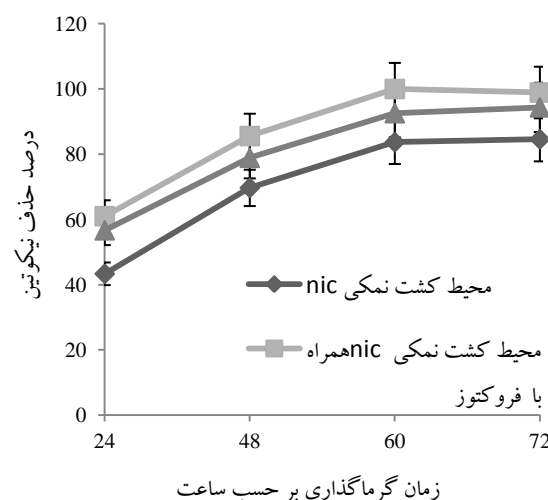 120
100
80
60
40
20
0
درصد حذف نیکوتین
محیط کشت نمکی nic
محیط کشت نمکی nicهمراه
با فروکتوز
24 48 60 72
زمان گرماگذاری بر حسب ساعت